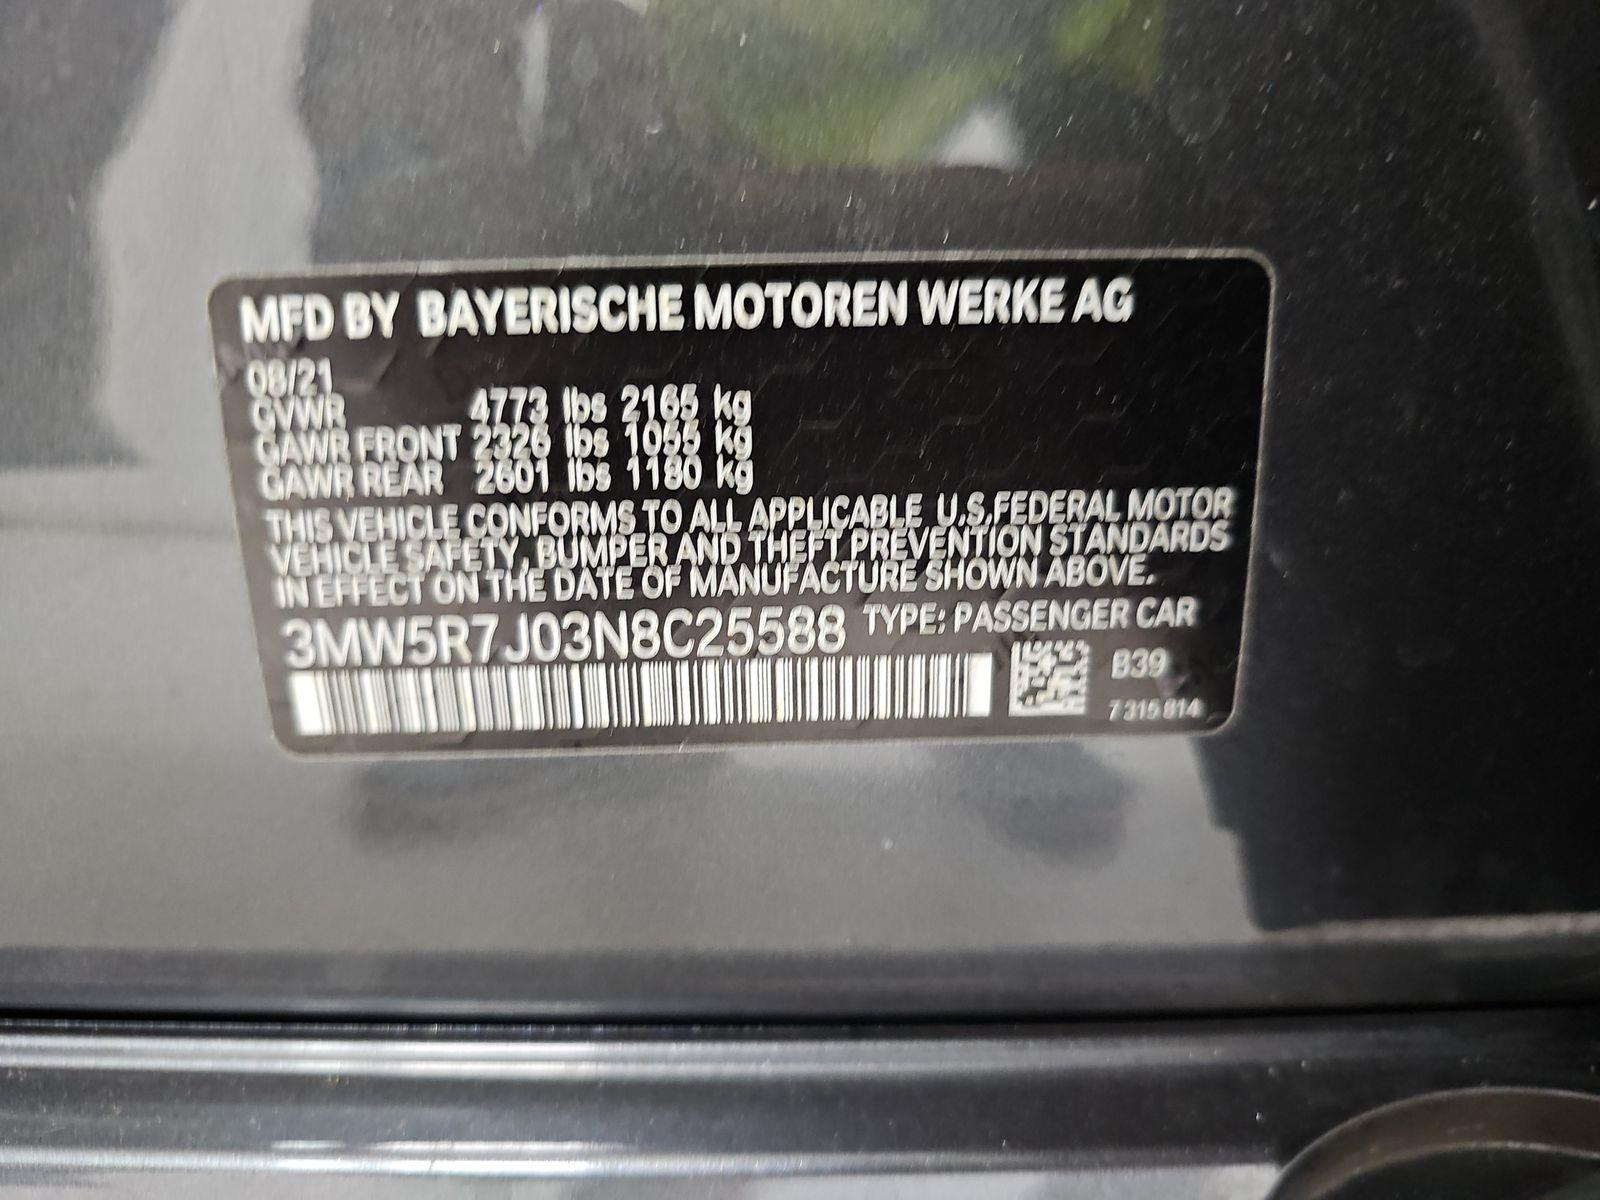 MFD BY BAYERISCHE MOTOREN WERKE AG
08/21
GVWR 4773 lbs 2165 kg
GAWR FRONT 2326 lbs 1055 kg
GAWR REAR 2601 lbs 1180 kg
THIS VEHICLE CONFORMS TO ALL APPLICABLE U.S.FEDERAL MOTOR
VEHICLE SAFETY, BUMPER AND THEFT PREVENTION STANDARDS
IN EFFECT ON THE DATE OF MANUFACTURE SHOWN ABOVE.
3MW5R7J03N8C25588 TYPE: PASSENGER CAR
B39
7 315 814